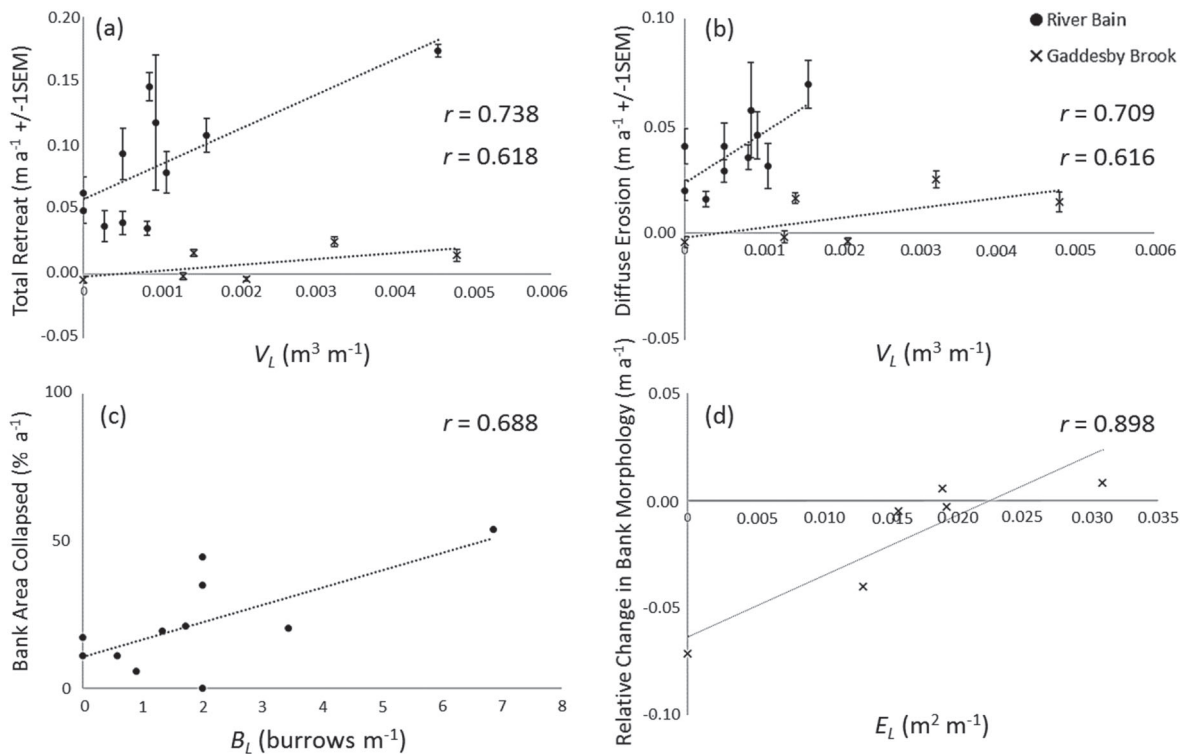 (a)
Total Retreat (m a⁻¹ +/-1SEM)
0.20
0.15
0.10
0.05
0.00
-0.05
r = 0.738
r = 0.618
0 0.001 0.002 0.003 0.004 0.005 0.006
V_L (m³ m⁻¹)
(b)
Diffuse Erosion (m a⁻¹ +/-1SEM)
0.10
0.05
0.00
-0.05
River Bain
Gaddesby Brook
r = 0.709
r = 0.616
0 0.001 0.002 0.003 0.004 0.005 0.006
V_L (m³ m⁻¹)
(c)
Bank Area Collapsed (% a⁻¹)
100
50
0
r = 0.688
0 1 2 3 4 5 6 7 8
B_L (burrows m⁻¹)
(d)
Relative Change in Bank Morphology (m a⁻¹)
0.05
0.00
-0.05
-0.10
r = 0.898
0 0.005 0.010 0.015 0.020 0.025 0.030 0.035
E_L (m² m⁻¹)